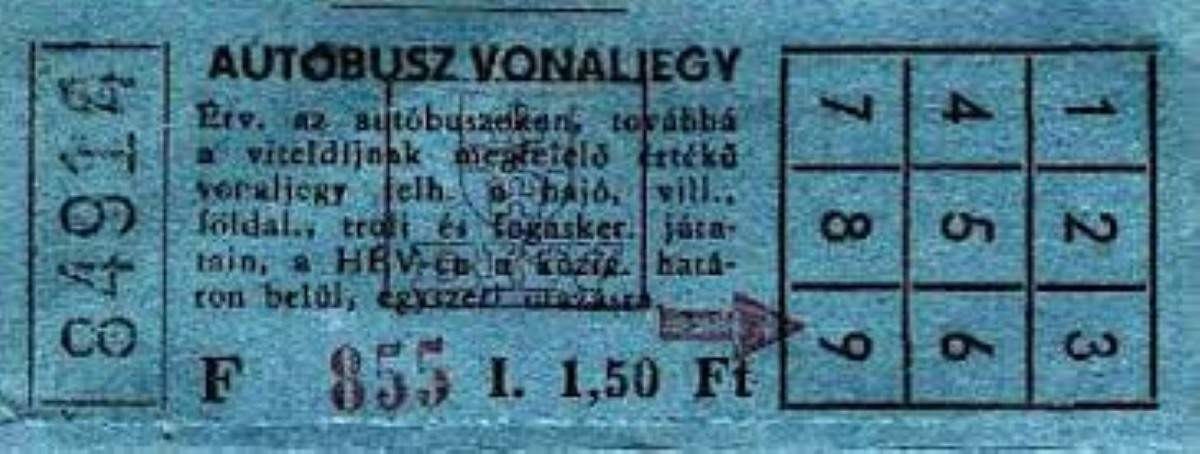 AUTÓBUSZ VONALJEGY
Érv. az autóbuszokon, továbbá
a viteldíjnak megfelelő értékű
vonaljegy felh. a hajó, vill.,
földal., troli és fogasker. jára-
tain, a HÉV-en a közig. hatá-
ron belül, egyszeri utazásra.
F 855 I. 1,50 Ft
7 4 1
8 5 2
9 6 3